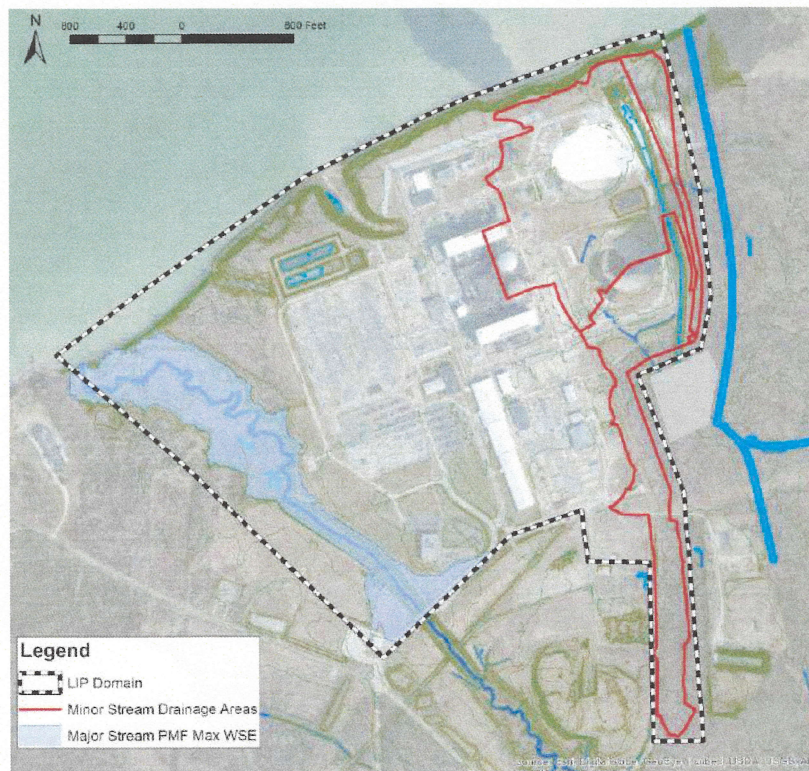 N
800 400 0 800 Feet
Legend
LIP Domain
Minor Stream Drainage Areas
Major Stream PMF Max WSE